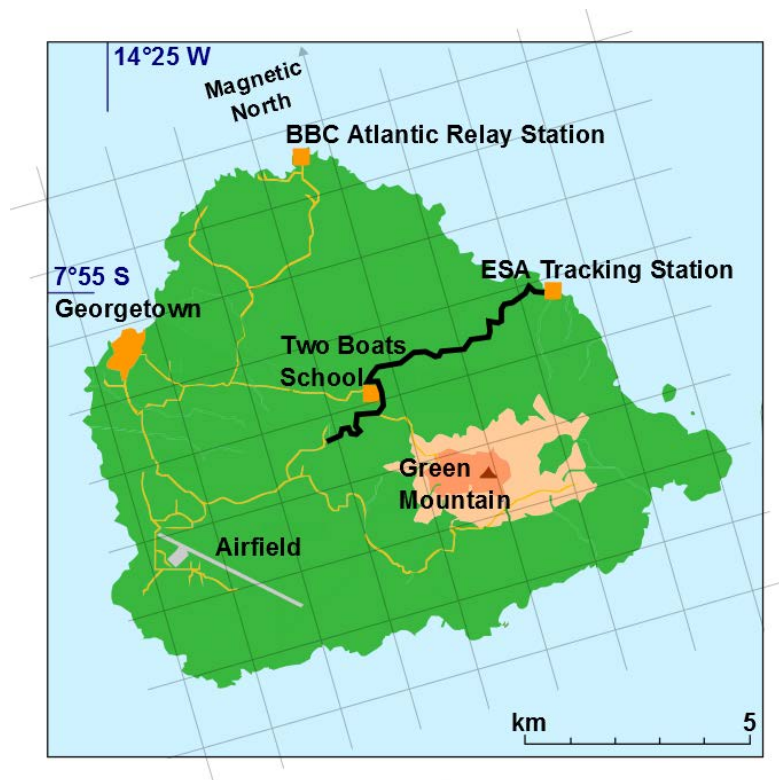 14°25 W
Magnetic
North
BBC Atlantic Relay Station
7°55 S
ESA Tracking Station
Georgetown
Two Boats
School
Green
Mountain
Airfield
km 5